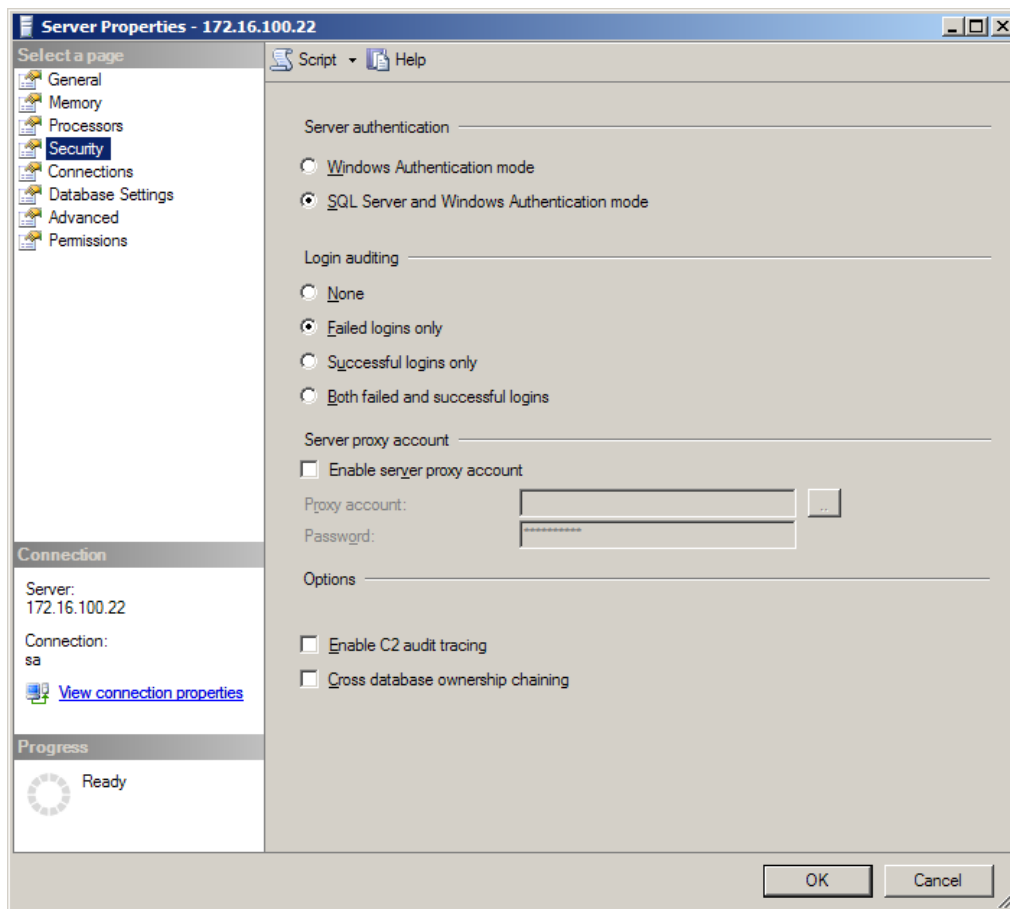 Server Properties - 172.16.100.22
Select a page
General
Memory
Processors
Security
Connections
Database Settings
Advanced
Permissions
Connection
Server:
172.16.100.22
Connection:
sa
View connection properties
Progress
Ready
Script Help
Server authentication
Windows Authentication mode
SQL Server and Windows Authentication mode
Login auditing
None
Failed logins only
Successful logins only
Both failed and successful logins
Server proxy account
Enable server proxy account
Proxy account: ..
Password: **********
Options
Enable C2 audit tracing
Cross database ownership chaining
OK Cancel